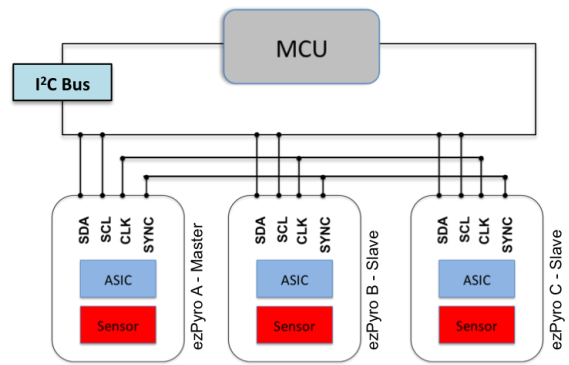 MCU
I²C Bus
SDA
SCL
CLK
SYNC
ASIC
Sensor
ezPyro A - Master
SDA
SCL
CLK
SYNC
ASIC
Sensor
ezPyro B - Slave
SDA
SCL
CLK
SYNC
ASIC
Sensor
ezPyro C - Slave